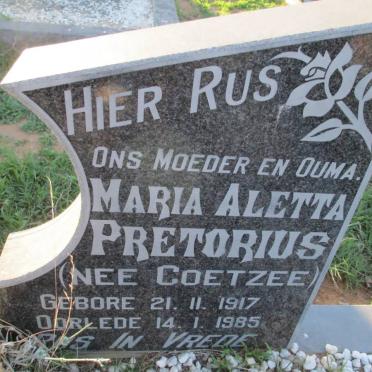 HIER RUS
ONS MOEDER EN OUMA.
MARIA ALETTA
PRETORIUS
(NEE COETZEE)
GEBORE 21. 11. 1917
OORLEDE 14. 1. 1985
RUS IN VREDE